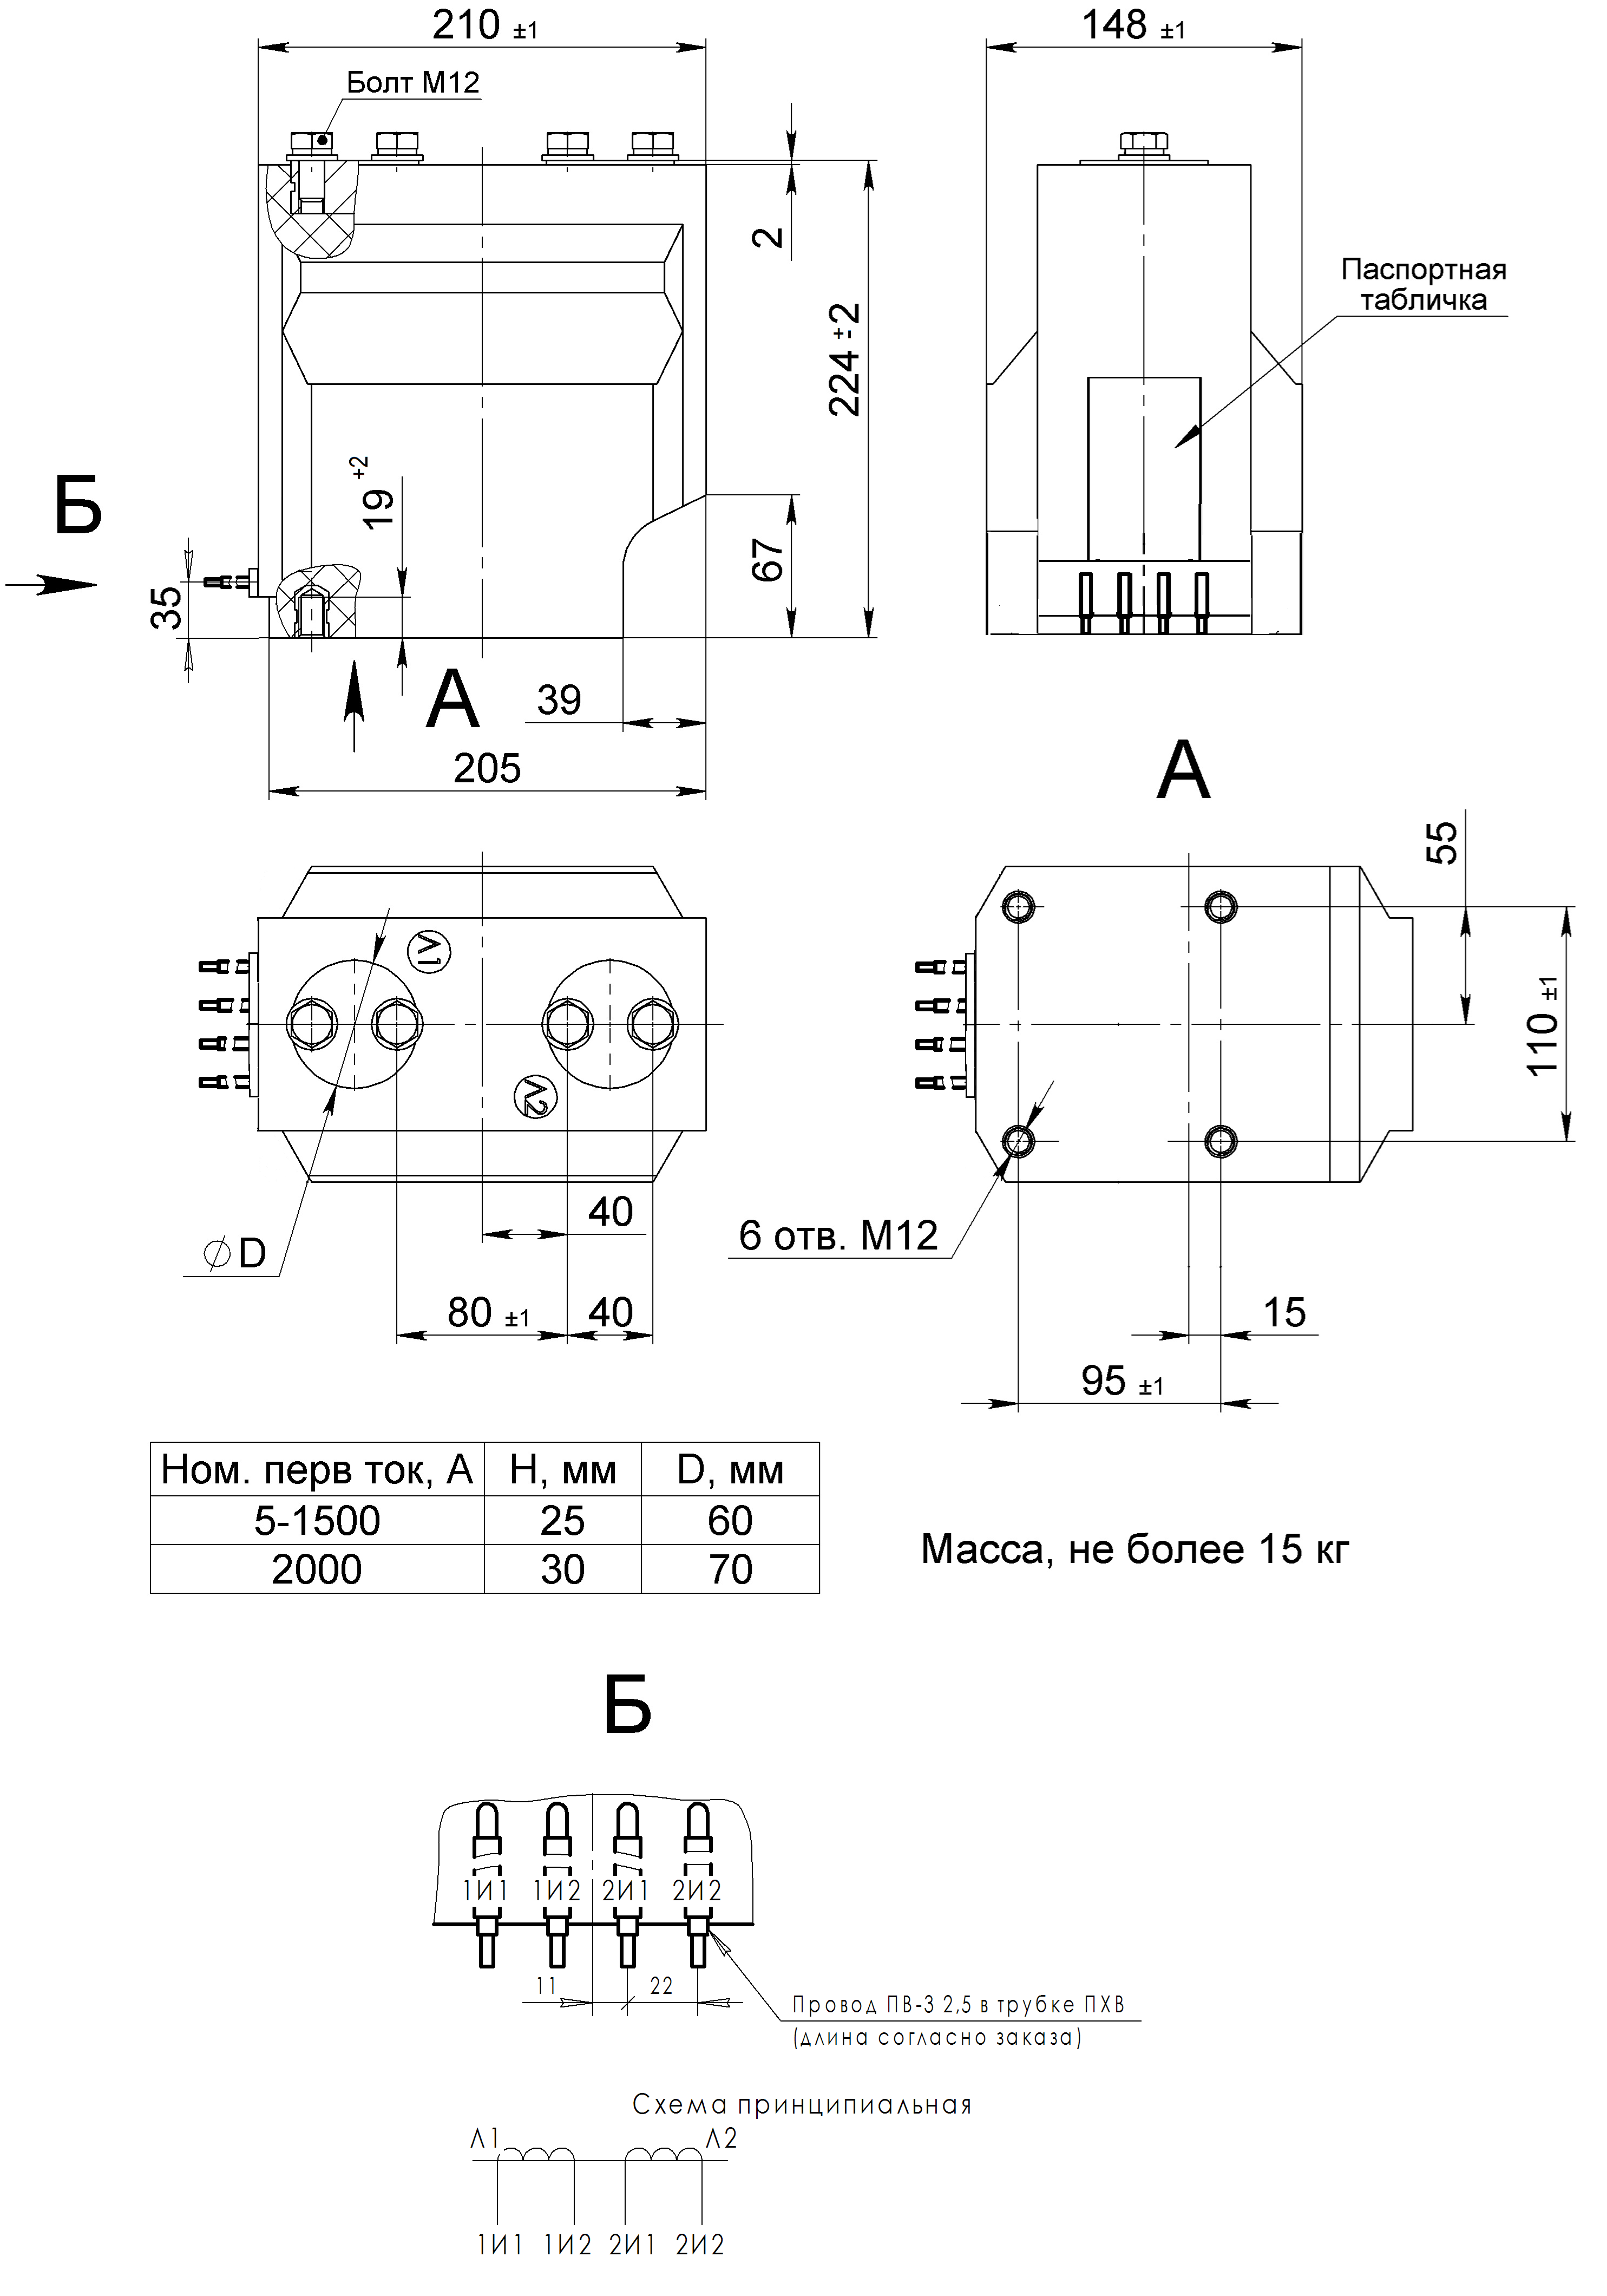 210 ±1
148 ±1
Болт М12
2
224 ±2
Паспортная
табличка
Б
19 +2
67
35
А
39
205
А
55
Л1
110 ±1
Л2
40
6 отв. М12
⌀D
80 ±1
40
15
95 ±1
Ном. перв ток, А
Н, мм
D, мм
5-1500
25
60
2000
30
70
Масса, не более 15 кг
Б
1И1 1И2 2И1 2И2
11
22
Провод ПВ-3 2,5 в трубке ПХВ
(длина согласно заказа)
Схема принципиальная
Л1 Л2
1И1 1И2 2И1 2И2